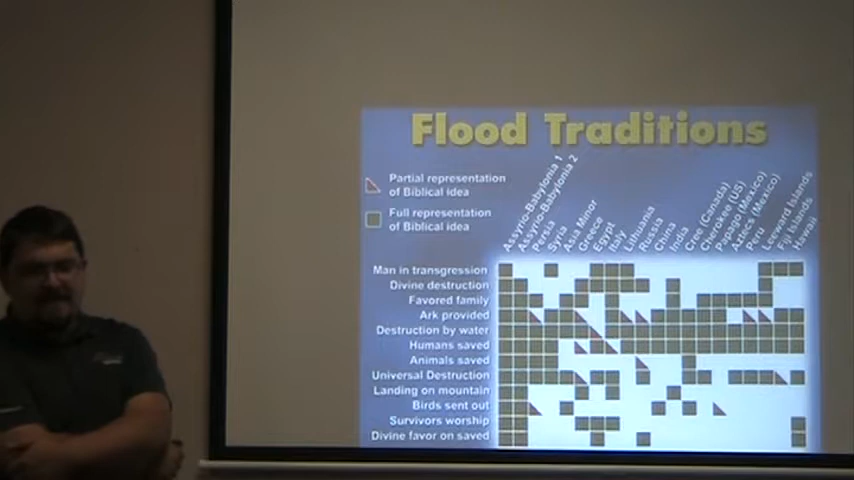 Flood Traditions
Partial representation
of Biblical idea
Full representation
of Biblical idea
Assyrio-Babylonia 1
Assyrio-Babylonia 2
Persia
Syria
Asia Minor
Greece
Egypt
Italy
Lithuania
Russia
China
India
Cree (Canada)
Cherokee (US)
Papago (Mexico)
Aztecs (Mexico)
Peru
Leeward Islands
Fiji Islands
Hawaii
Man in transgression
Divine destruction
Favored family
Ark provided
Destruction by water
Humans saved
Animals saved
Universal Destruction
Landing on mountain
Birds sent out
Survivors worship
Divine favor on saved